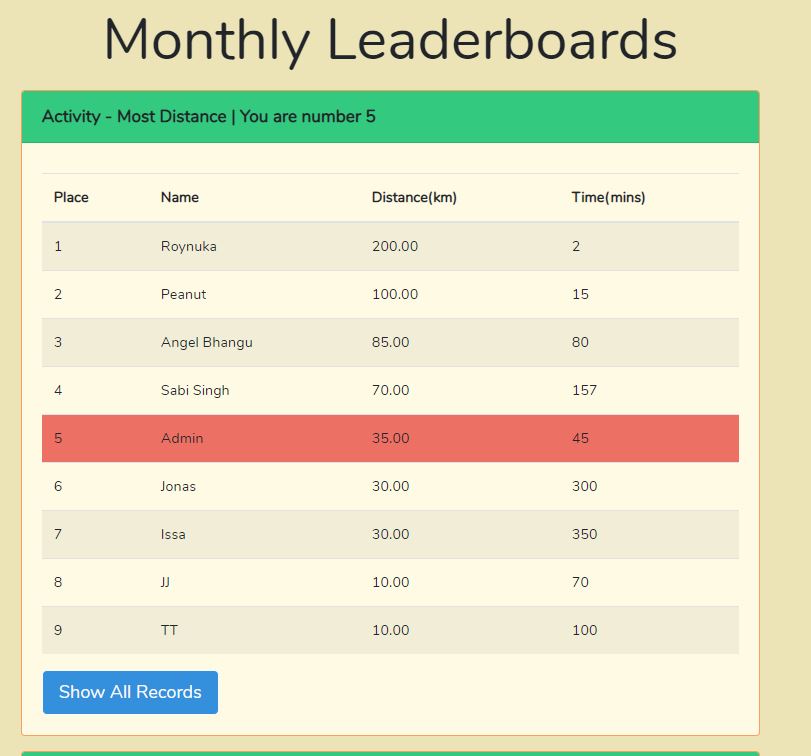 Monthly Leaderboards
Activity - Most Distance | You are number 5
Place Name Distance(km) Time(mins)
1 Roynuka 200.00 2
2 Peanut 100.00 15
3 Angel Bhangu 85.00 80
4 Sabi Singh 70.00 157
5 Admin 35.00 45
6 Jonas 30.00 300
7 Issa 30.00 350
8 JJ 10.00 70
9 TT 10.00 100
Show All Records